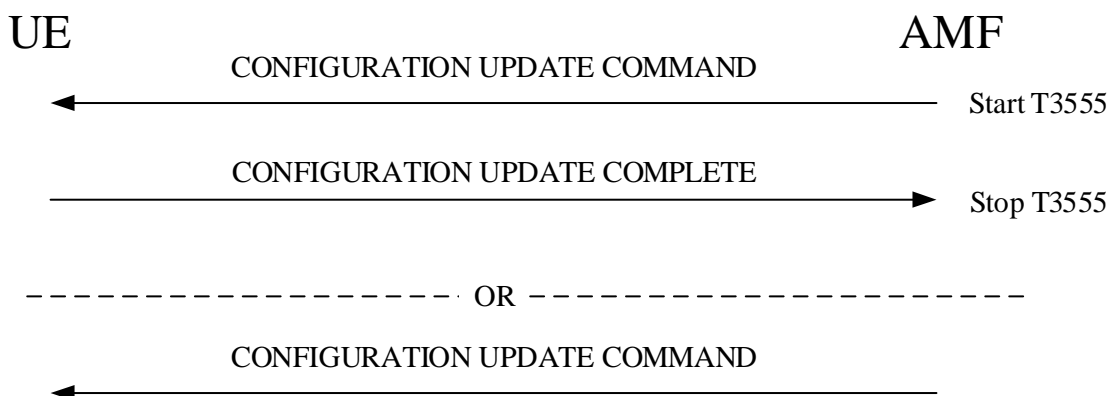 UE AMF
CONFIGURATION UPDATE COMMAND
Start T3555
CONFIGURATION UPDATE COMPLETE
Stop T3555
OR
CONFIGURATION UPDATE COMMAND